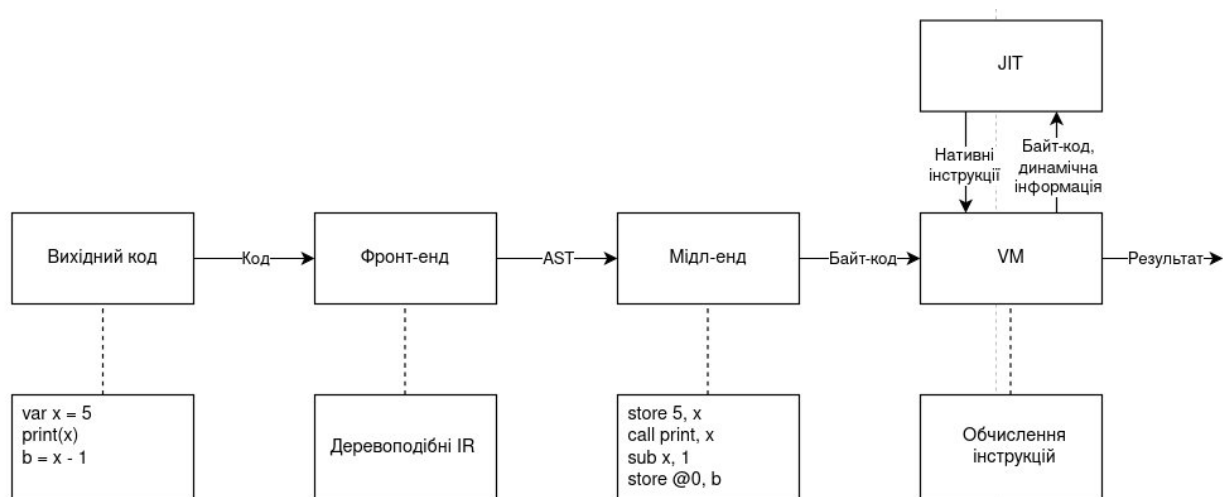 JIT
Нативні
інструкції
Байт-код,
динамічна
інформація
Вихідний код
Код
Фронт-енд
AST
Мідл-енд
Байт-код
VM
Результат
var x = 5
print(x)
b = x - 1
Деревоподібні IR
store 5, x
call print, x
sub x, 1
store @0, b
Обчислення
інструкцій